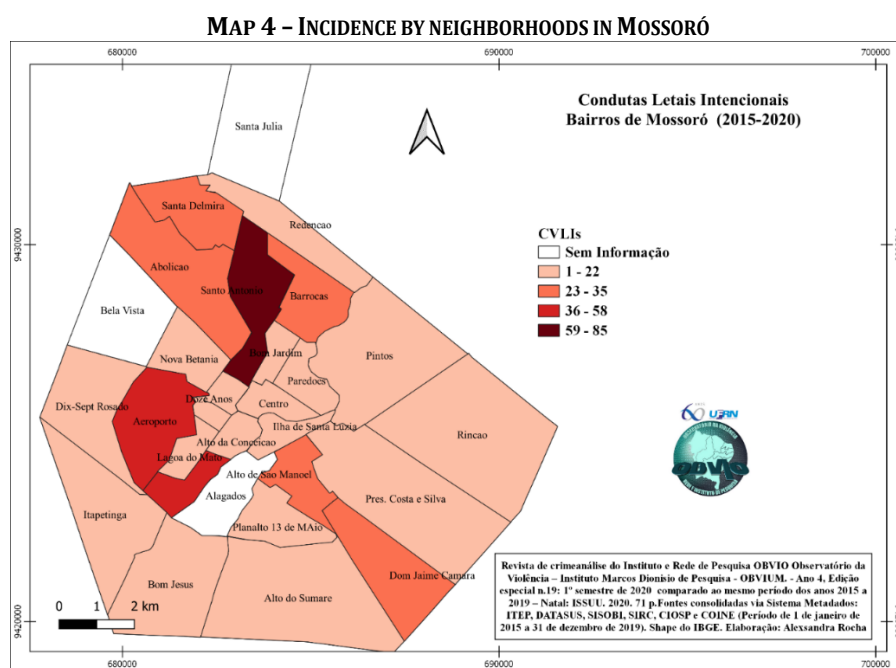 MAP 4 – INCIDENCE BY NEIGHBORHOODS IN MOSSORÓ
680000
690000
700000
Condutas Letais Intencionais
Bairros de Mossoró (2015-2020)
Santa Julia
Santa Delmira
Redencao
9430000
9430000
CVLIs
Sem Informação
1 - 22
23 - 35
36 - 58
59 - 85
Abolicao
Santo Antonio
Barrocas
Bela Vista
Nova Betania
Bom Jardim
Pintos
Paredoes
Dix-Sept Rosado
Doze Anos
Centro
Aeroporto
Ilha de Santa Luzia
Rincao
Alto da Conceicao
Lagoa do Mato
Alto de Sao Manoel
Alagados
Pres. Costa e Silva
Itapetinga
Planalto 13 de MAio
Bom Jesus
Dom Jaime Camara
Alto do Sumare
UFRN
OBVIO
Revista de crimeanálise do Instituto e Rede de Pesquisa OBVIO Observatório da
Violência – Instituto Marcos Dionisio de Pesquisa - OBVIUM. - Ano 4, Edição
especial n.19: 1º semestre de 2020 comparado ao mesmo período dos anos 2015 a
2019 – Natal: ISSUU. 2020. 71 p.Fontes consolidadas via Sistema Metadados:
ITEP, DATASUS, SISOBI, SIRC, CIOSP e COINE (Período de 1 de janeiro de
2015 a 31 de dezembro de 2019). Shape do IBGE. Elaboração: Alexsandra Rocha
0 1 2 km
9420000
9420000
680000
690000
700000